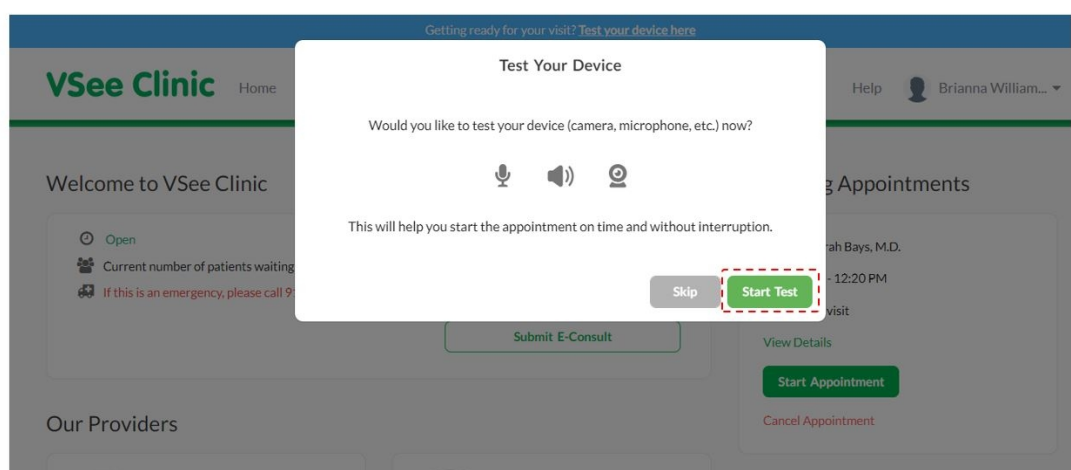 Getting ready for your visit? Test your device here
VSee Clinic Home Help Brianna William...
Test Your Device
Would you like to test your device (camera, microphone, etc.) now?
This will help you start the appointment on time and without interruption.
Skip Start Test
Welcome to VSee Clinic
Open
Current number of patients waiting
If this is an emergency, please call 9
Submit E-Consult
Appointments
Bays, M.D.
- 12:20 PM
visit
View Details
Start Appointment
Cancel Appointment
Our Providers